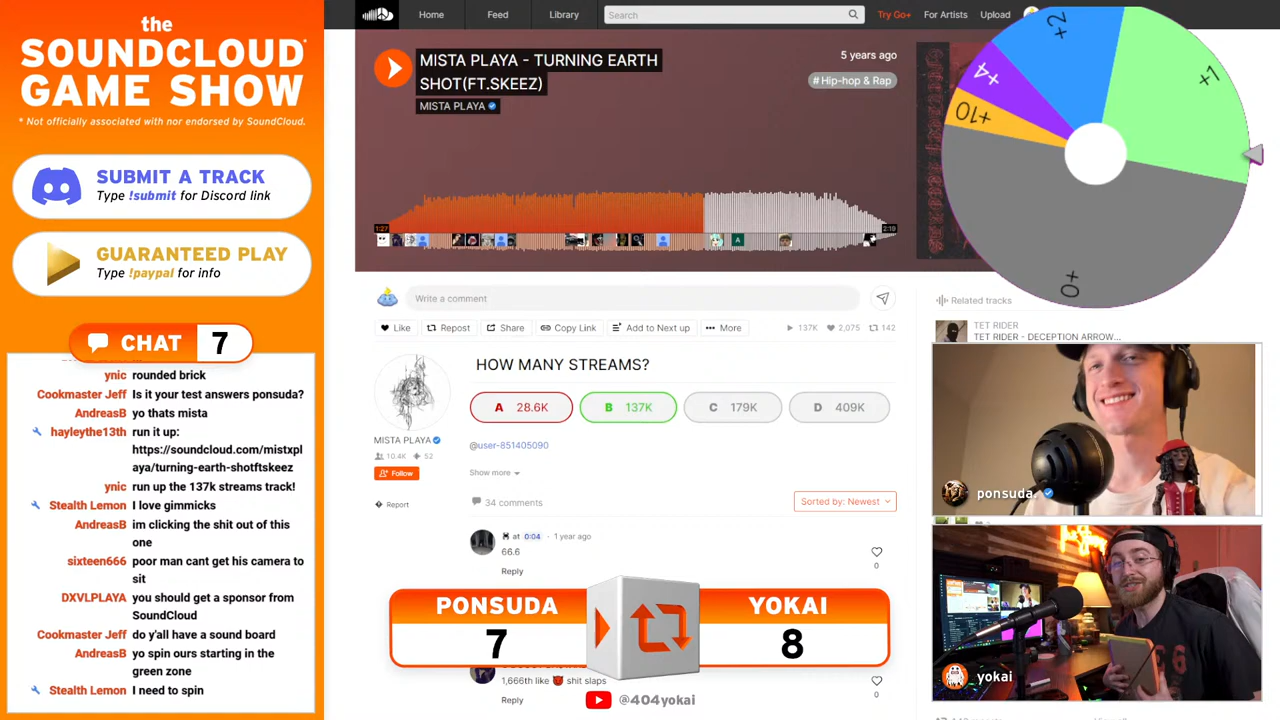 the
SOUNDCLOUD
GAME SHOW
* Not officially associated with nor endorsed by SoundCloud.
SUBMIT A TRACK
Type !submit for Discord link
GUARANTEED PLAY
Type !paypal for info
CHAT 7
ynic rounded brick
Cookmaster Jeff Is it your test answers ponsuda?
AndreasB yo thats mista
hayleythe13th run it up:
https://soundcloud.com/mistxpl
aya/turning-earth-shotftskeez
ynic run up the 137k streams track!
Stealth Lemon I love gimmicks
AndreasB im clicking the shit out of this
one
sixteen666 poor man cant get his camera to
sit
DXVLPLAYA you should get a sponsor from
SoundCloud
Cookmaster Jeff do y'all have a sound board
AndreasB yo spin ours starting in the
green zone
Stealth Lemon I need to spin
Home Feed Library Search Try Go+ For Artists Upload
MISTA PLAYA - TURNING EARTH
SHOT(FT.SKEEZ)
MISTA PLAYA
5 years ago
# Hip-hop & Rap
1:27
2:19
+2
+1
+4
+10
+0
Write a comment
Like Repost Share Copy Link Add to Next up More 137K 2,075 142
HOW MANY STREAMS?
A 28.6K
B 137K
C 179K
D 409K
MISTA PLAYA
10.4K 52
Follow
Report
@user-851405090
Show more
34 comments
Sorted by: Newest
at 0:04 · 1 year ago
66.6
Reply
0
PONSUDA
7
YOKAI
8
1,666th like 👿 shit slaps
Reply
0
@404yokai
Related tracks
TET RIDER
TET RIDER - DECEPTION ARROW...
ponsuda
yokai